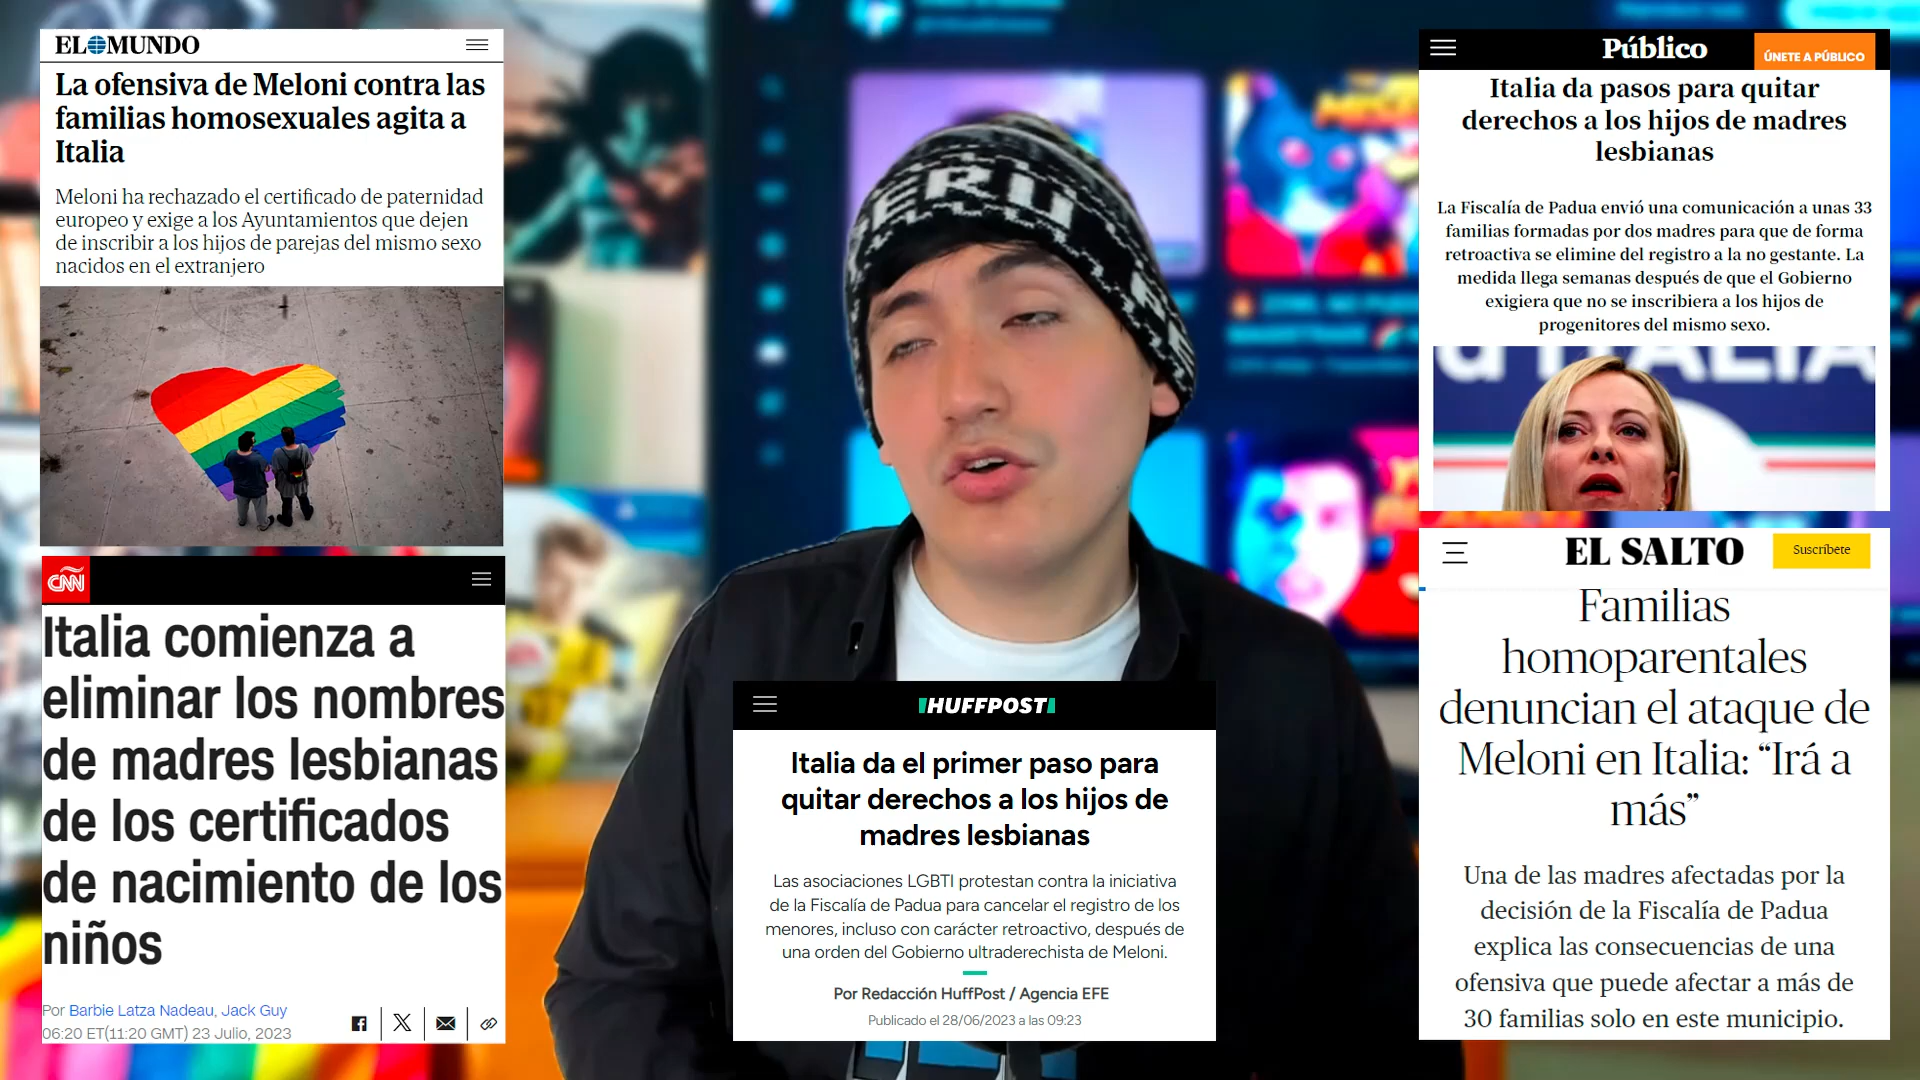 EL MUNDO
La ofensiva de Meloni contra las
familias homosexuales agita a
Italia
Meloni ha rechazado el certificado de paternidad
europeo y exige a los Ayuntamientos que dejen
de inscribir a los hijos de parejas del mismo sexo
nacidos en el extranjero
CNN
Italia comienza a
eliminar los nombres
de madres lesbianas
de los certificados
de nacimiento de los
niños
Por Barbie Latza Nadeau, Jack Guy
06:20 ET(11:20 GMT) 23 Julio, 2023
ERU
HUFFPOST
Italia da el primer paso para
quitar derechos a los hijos de
madres lesbianas
Las asociaciones LGBTI protestan contra la iniciativa
de la Fiscalía de Padua para cancelar el registro de los
menores, incluso con carácter retroactivo, después de
una orden del Gobierno ultraderechista de Meloni.
Por Redacción HuffPost / Agencia EFE
Publicado el 28/06/2023 a las 09:23
Público
ÚNETE A PÚBLICO
Italia da pasos para quitar
derechos a los hijos de madres
lesbianas
La Fiscalía de Padua envió una comunicación a unas 33
familias formadas por dos madres para que de forma
retroactiva se elimine del registro a la no gestante. La
medida llega semanas después de que el Gobierno
exigiera que no se inscribiera a los hijos de
progenitores del mismo sexo.
d'ITALIA
EL SALTO
Suscríbete
Familias
homoparentales
denuncian el ataque de
Meloni en Italia: “Irá a
más”
Una de las madres afectadas por la
decisión de la Fiscalía de Padua
explica las consecuencias de una
ofensiva que puede afectar a más de
30 familias solo en este municipio.